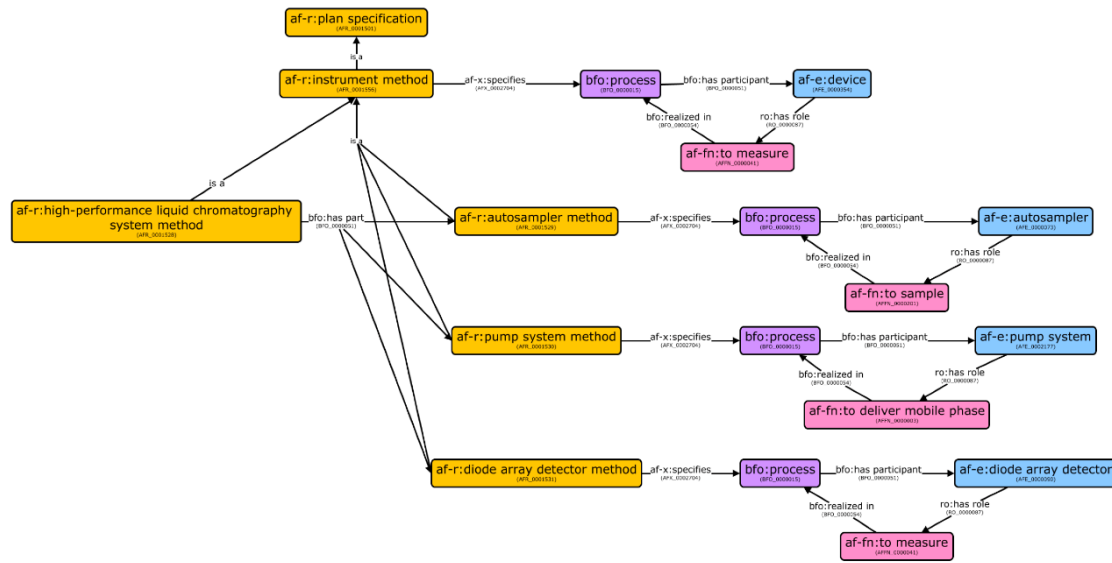 af-r:plan specification
(AFR_0001501)
is a
af-r:instrument method
(AFR_0001556)
af-x:specifies
(AFX_0002704)
bfo:process
(BFO_0000015)
bfo:has participant
(BFO_0000051)
af-e:device
(AFE_0000354)
bfo:realized in
(BFO_0000054)
ro:has role
(RO_0000087)
af-fn:to measure
(AFFN_0000041)
is a
is a
af-r:high-performance liquid chromatography
system method
(AFR_0001528)
bfo:has part
(BFO_0000051)
af-r:autosampler method
(AFR_0001529)
af-x:specifies
(AFX_0002704)
bfo:process
(BFO_0000015)
bfo:has participant
(BFO_0000051)
af-e:autosampler
(AFE_0000373)
bfo:realized in
(BFO_0000054)
ro:has role
(RO_0000087)
af-fn:to sample
af-r:pump system method
(AFR_0001530)
af-x:specifies
(AFX_0002704)
bfo:process
(BFO_0000015)
bfo:has participant
(BFO_0000051)
af-e:pump system
(AFE_0002177)
bfo:realized in
(BFO_0000054)
ro:has role
(RO_0000087)
af-fn:to deliver mobile phase
af-r:diode array detector method
(AFR_0001531)
af-x:specifies
(AFX_0002704)
bfo:process
(BFO_0000015)
bfo:has participant
(BFO_0000051)
af-e:diode array detector
bfo:realized in
(BFO_0000054)
ro:has role
(RO_0000087)
af-fn:to measure
(AFFN_0000041)